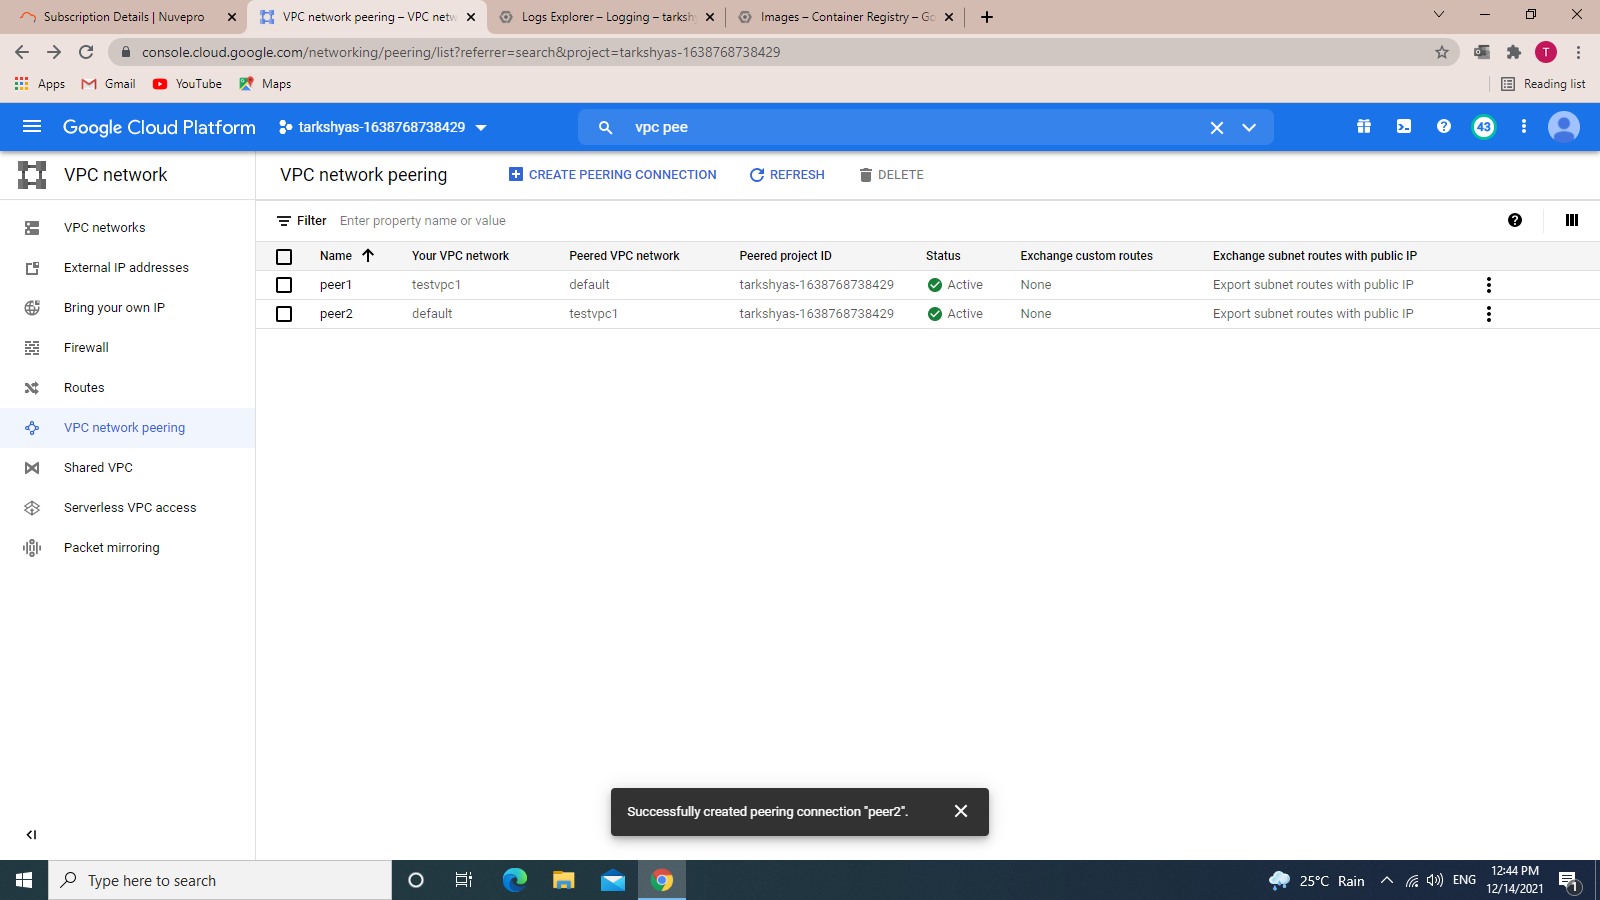 Subscription Details | Nuvepro
VPC network peering – VPC netw
Logs Explorer – Logging – tarksh
Images – Container Registry – Go
console.cloud.google.com/networking/peering/list?referrer=search&project=tarkshyas-1638768738429
T
Apps
Gmail
YouTube
Maps
Reading list
Google Cloud Platform
tarkshyas-1638768738429
vpc pee
43
VPC network
VPC network peering
CREATE PEERING CONNECTION
REFRESH
DELETE
VPC networks
External IP addresses
Bring your own IP
Firewall
Routes
VPC network peering
Shared VPC
Serverless VPC access
Packet mirroring
Filter Enter property name or value
Name Your VPC network Peered VPC network Peered project ID Status Exchange custom routes Exchange subnet routes with public IP
peer1 testvpc1 default tarkshyas-1638768738429 Active None Export subnet routes with public IP
peer2 default testvpc1 tarkshyas-1638768738429 Active None Export subnet routes with public IP
Successfully created peering connection "peer2".
Type here to search
25°C Rain
ENG
12:44 PM
12/14/2021
1